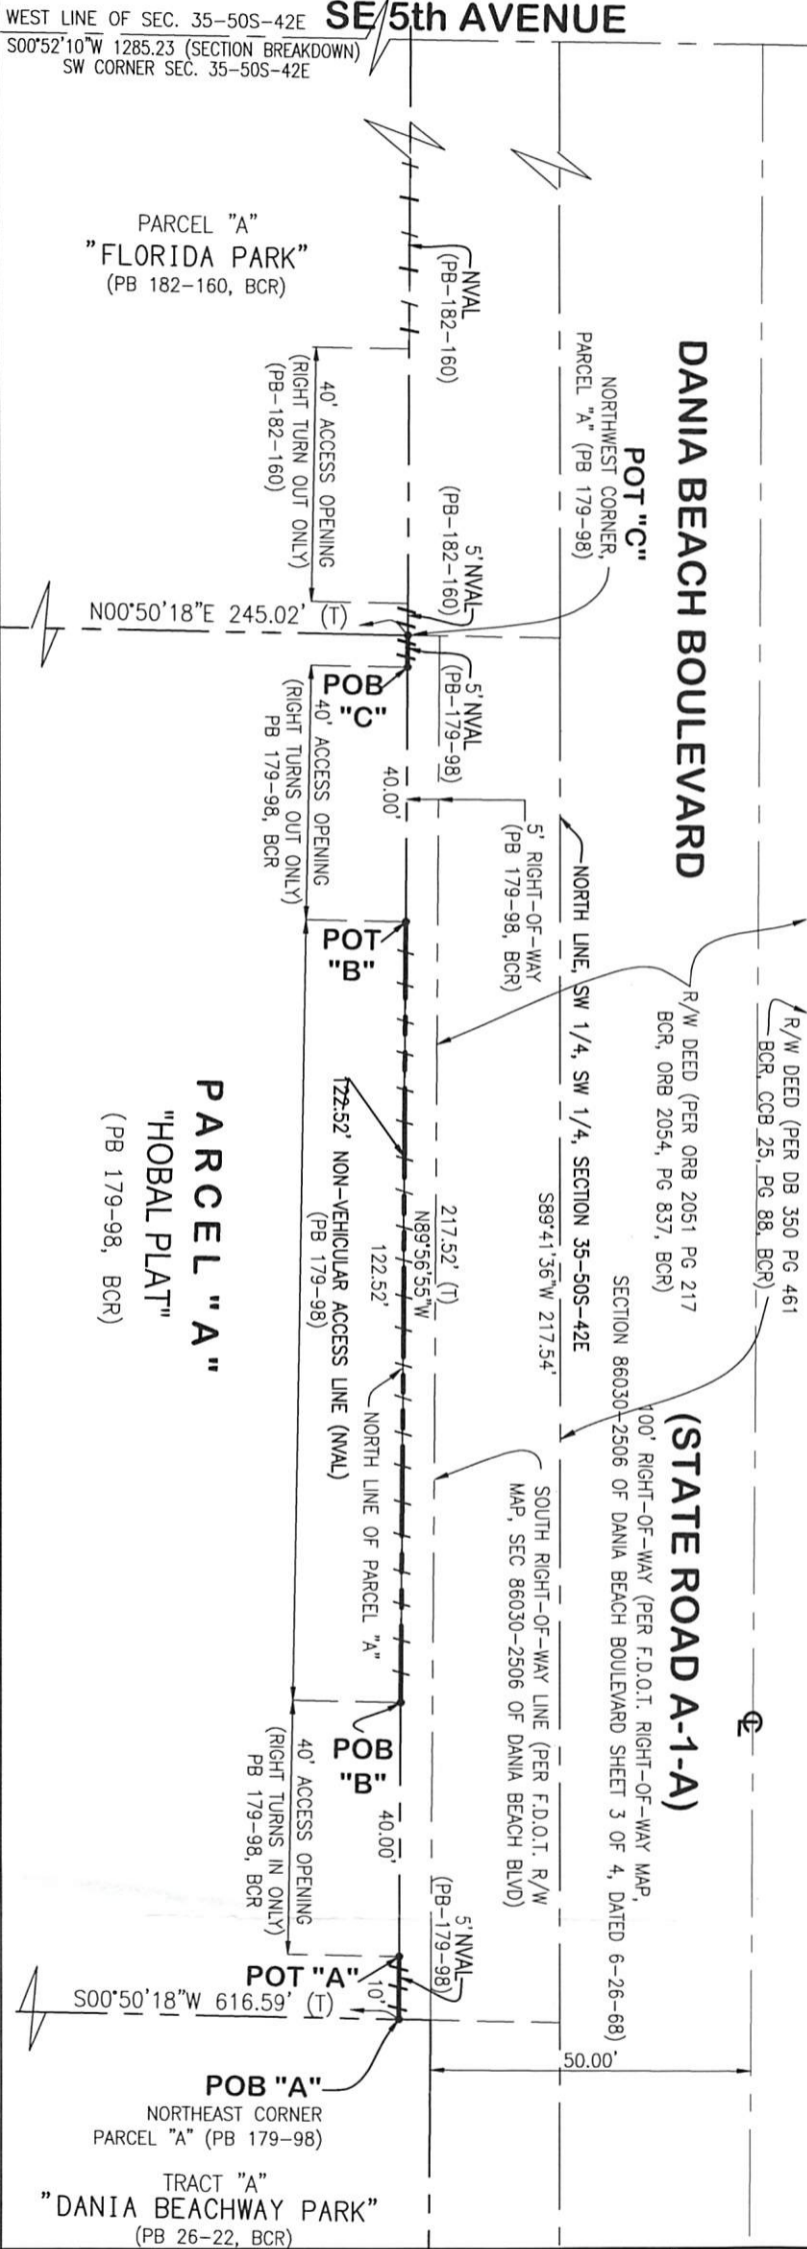 WEST LINE OF SEC. 35-50S-42E
SE 5th AVENUE
S00°52'10"W 1285.23 (SECTION BREAKDOWN)
SW CORNER SEC. 35-50S-42E
PARCEL "A"
"FLORIDA PARK"
(PB 182-160, BCR)
NVAL
(PB-182-160)
40' ACCESS OPENING
(RIGHT TURN OUT ONLY)
(PB-182-160)
DANIA BEACH BOULEVARD
POT "C"
NORTHWEST CORNER,
PARCEL "A" (PB 179-98)
5' NVAL
(PB-182-160)
N00°50'18"E 245.02' (T)
5' NVAL
(PB-179-98)
POB
"C"
40' ACCESS OPENING
(RIGHT TURNS OUT ONLY)
PB 179-98, BCR
40.00'
5' RIGHT-OF-WAY
(PB 179-98, BCR)
NORTH LINE, SW 1/4, SW 1/4, SECTION 35-50S-42E
POT
"B"
R/W DEED (PER ORB 2051 PG 217
BCR, ORB 2054, PG 837, BCR)
R/W DEED (PER DB 350 PG 461
BCR, CCB 25, PG 88, BCR)
PARCEL "A"
"HOBAL PLAT"
(PB 179-98, BCR)
122.52' NON-VEHICULAR ACCESS LINE (NVAL)
(PB 179-98)
217.52' (T)
N89°56'55"W
122.52'
S89°41'36"W 217.54'
NORTH LINE OF PARCEL "A"
(STATE ROAD A-1-A)
100' RIGHT-OF-WAY (PER F.D.O.T. RIGHT-OF-WAY MAP,
SECTION 86030-2506 OF DANIA BEACH BOULEVARD SHEET 3 OF 4, DATED 6-26-68)
SOUTH RIGHT-OF-WAY LINE (PER F.D.O.T. R/W
MAP, SEC 86030-2506 OF DANIA BEACH BLVD)
CL
POB
"B"
40' ACCESS OPENING
(RIGHT TURNS IN ONLY)
PB 179-98, BCR
40.00'
5' NVAL
(PB-179-98)
POT "A"
10'
S00°50'18"W 616.59' (T)
50.00'
POB "A"
NORTHEAST CORNER
PARCEL "A" (PB 179-98)
TRACT "A"
"DANIA BEACHWAY PARK"
(PB 26-22, BCR)